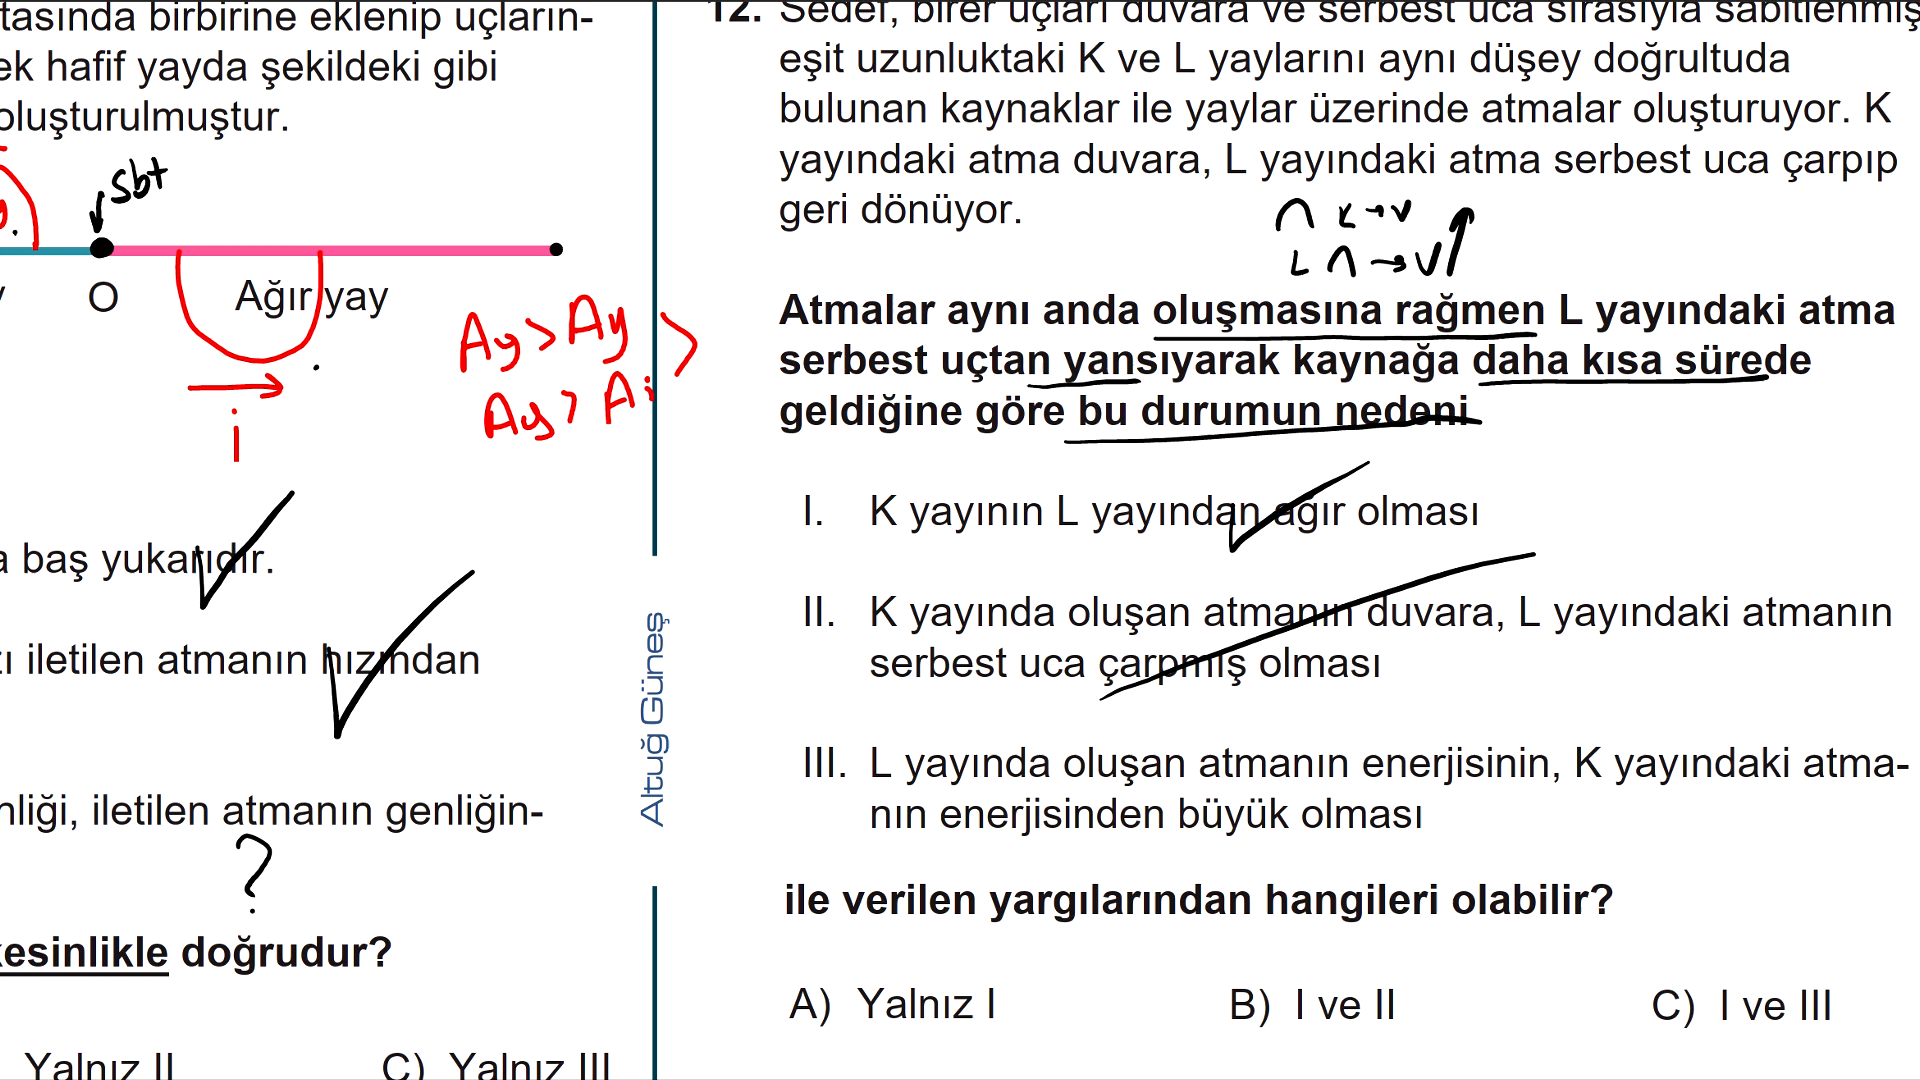 tasında birbirine eklenip uçların-
ek hafif yayda şekildeki gibi
oluşturulmuştur.
sbt
O
Ağır yay
Ay > Ay
Ay > Ai
i
a baş yukarıdır.
zı iletilen atmanın hızından
nliği, iletilen atmanın genliğin-
?
kesinlikle doğrudur?
Yalnız II
C) Yalnız III
Altuğ Güneş
12. Sedef, birer uçları duvara ve serbest uca sırasıyla sabitlenmiş
eşit uzunluktaki K ve L yaylarını aynı düşey doğrultuda
bulunan kaynaklar ile yaylar üzerinde atmalar oluşturuyor. K
yayındaki atma duvara, L yayındaki atma serbest uca çarpıp
geri dönüyor.
K → V
L → V
Atmalar aynı anda oluşmasına rağmen L yayındaki atma
serbest uçtan yansıyarak kaynağa daha kısa sürede
geldiğine göre bu durumun nedeni
I. K yayının L yayından ağır olması
II. K yayında oluşan atmanın duvara, L yayındaki atmanın
serbest uca çarpmış olması
III. L yayında oluşan atmanın enerjisinin, K yayındaki atma-
nın enerjisinden büyük olması
ile verilen yargılarından hangileri olabilir?
A) Yalnız I
B) I ve II
C) I ve III